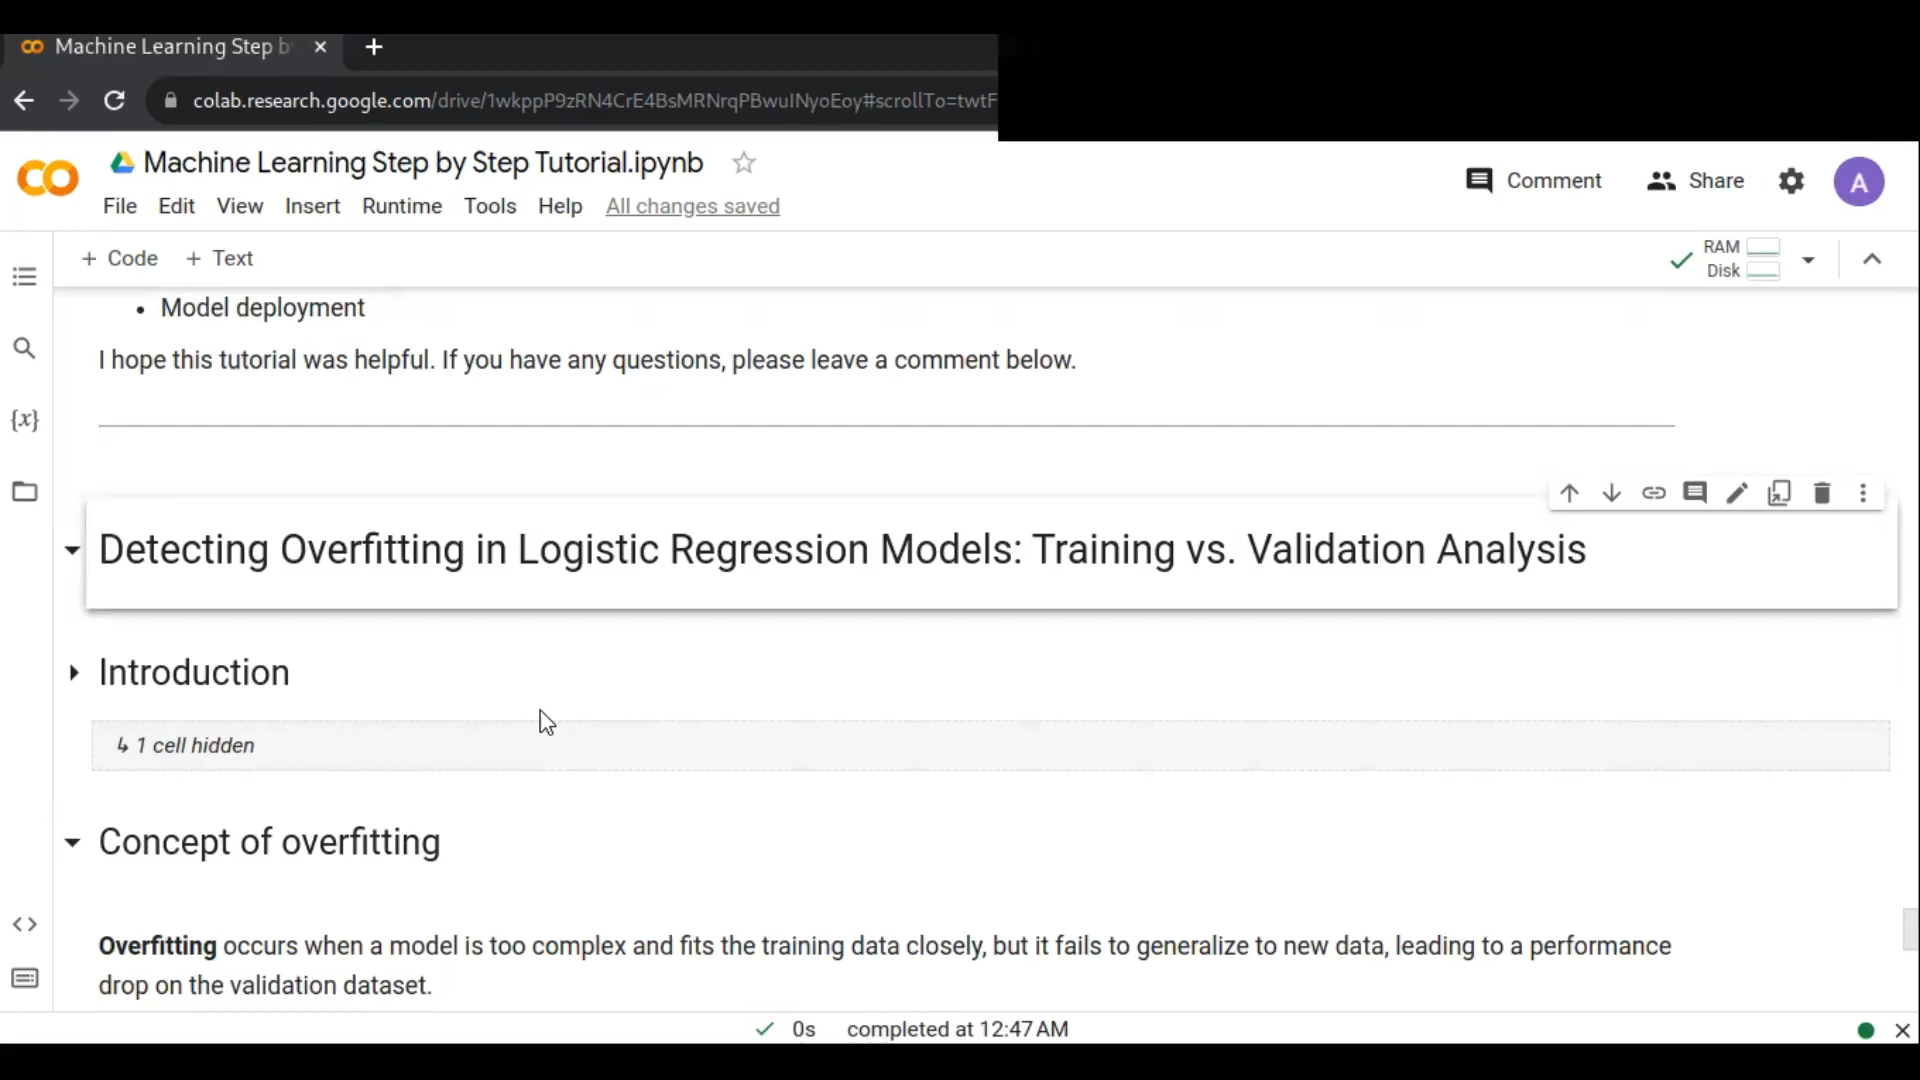 Machine Learning Step b
colab.research.google.com/drive/1wkppP9zRN4CrE4BsMRNrqPBwuINyoEoy#scrollTo=twtF
Machine Learning Step by Step Tutorial.ipynb
Comment
Share
A
File Edit View Insert Runtime Tools Help All changes saved
+ Code + Text
RAM
Disk
• Model deployment
I hope this tutorial was helpful. If you have any questions, please leave a comment below.
{x}
Detecting Overfitting in Logistic Regression Models: Training vs. Validation Analysis
Introduction
↳ 1 cell hidden
Concept of overfitting
Overfitting occurs when a model is too complex and fits the training data closely, but it fails to generalize to new data, leading to a performance
drop on the validation dataset.
0s completed at 12:47 AM